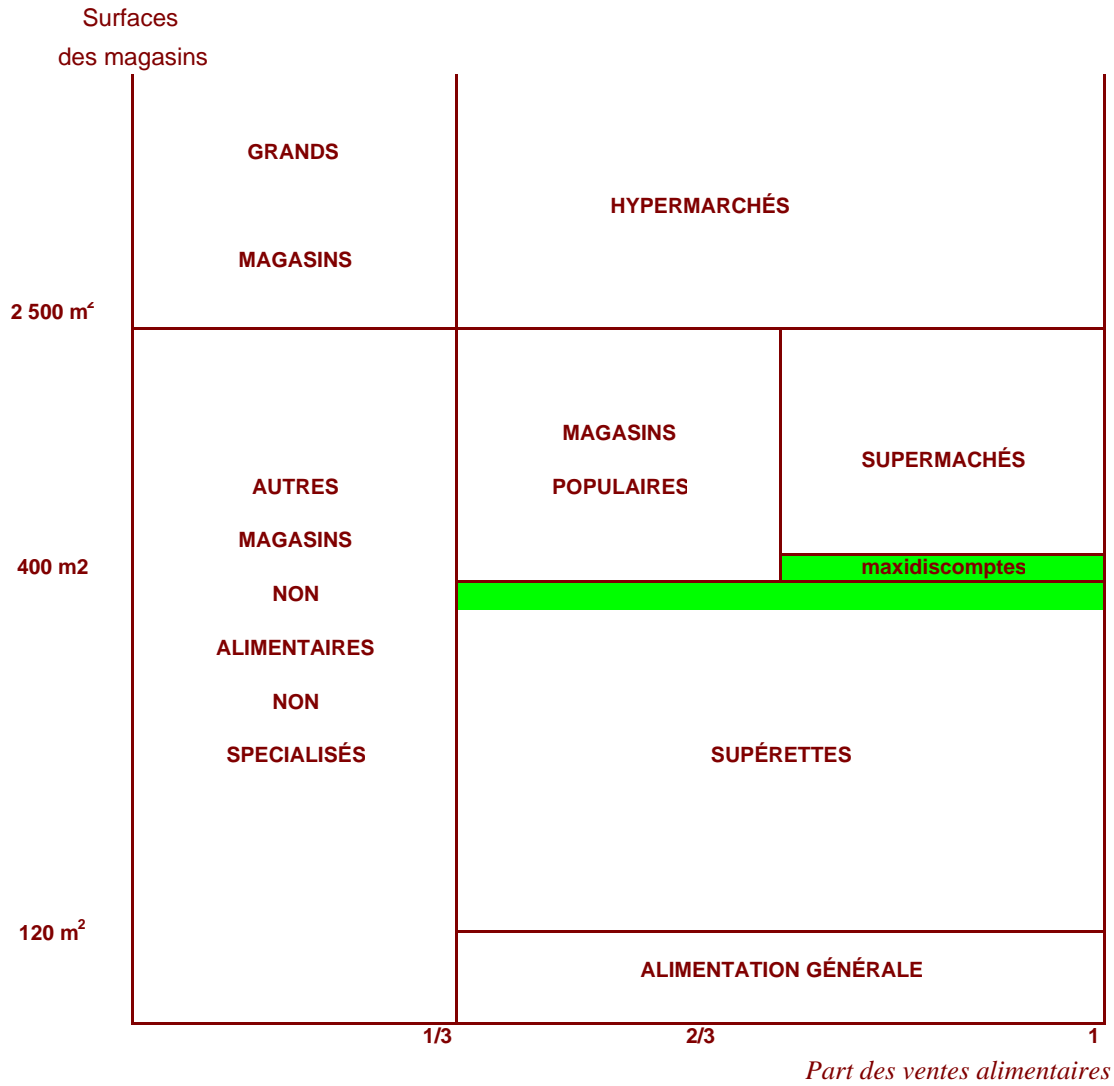 Surfaces
des magasins
GRANDS
HYPERMARCHÉS
MAGASINS
2 500 m²
MAGASINS
SUPERMACHÉS
AUTRES
POPULAIRES
MAGASINS
400 m2
maxidiscomptes
NON
ALIMENTAIRES
NON
SPECIALISÉS
SUPÉRETTES
120 m²
ALIMENTATION GÉNÉRALE
1/3
2/3
1
Part des ventes alimentaires